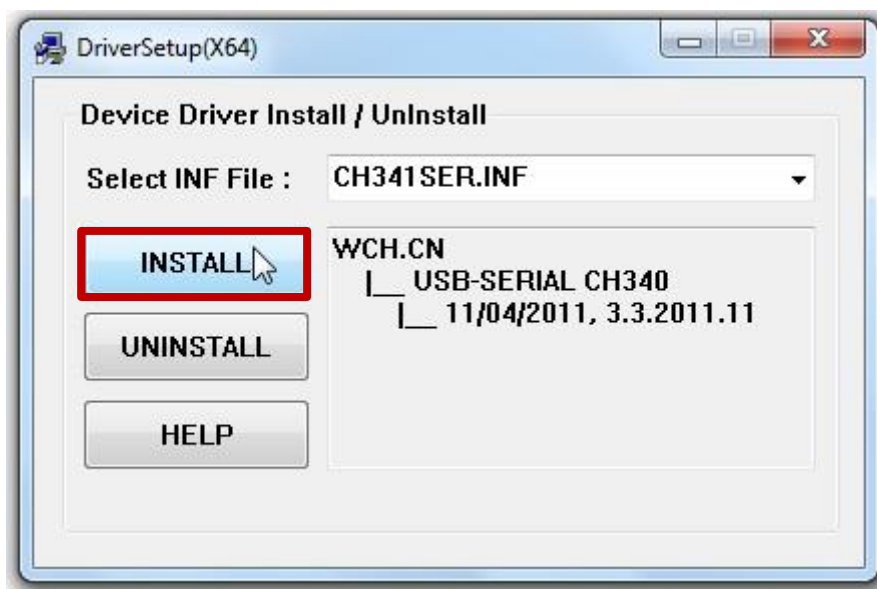 DriverSetup(X64)
Device Driver Install / UnInstall
Select INF File :
CH341SER.INF
INSTALL
WCH.CN
|__ USB-SERIAL CH340
|__ 11/04/2011, 3.3.2011.11
UNINSTALL
HELP